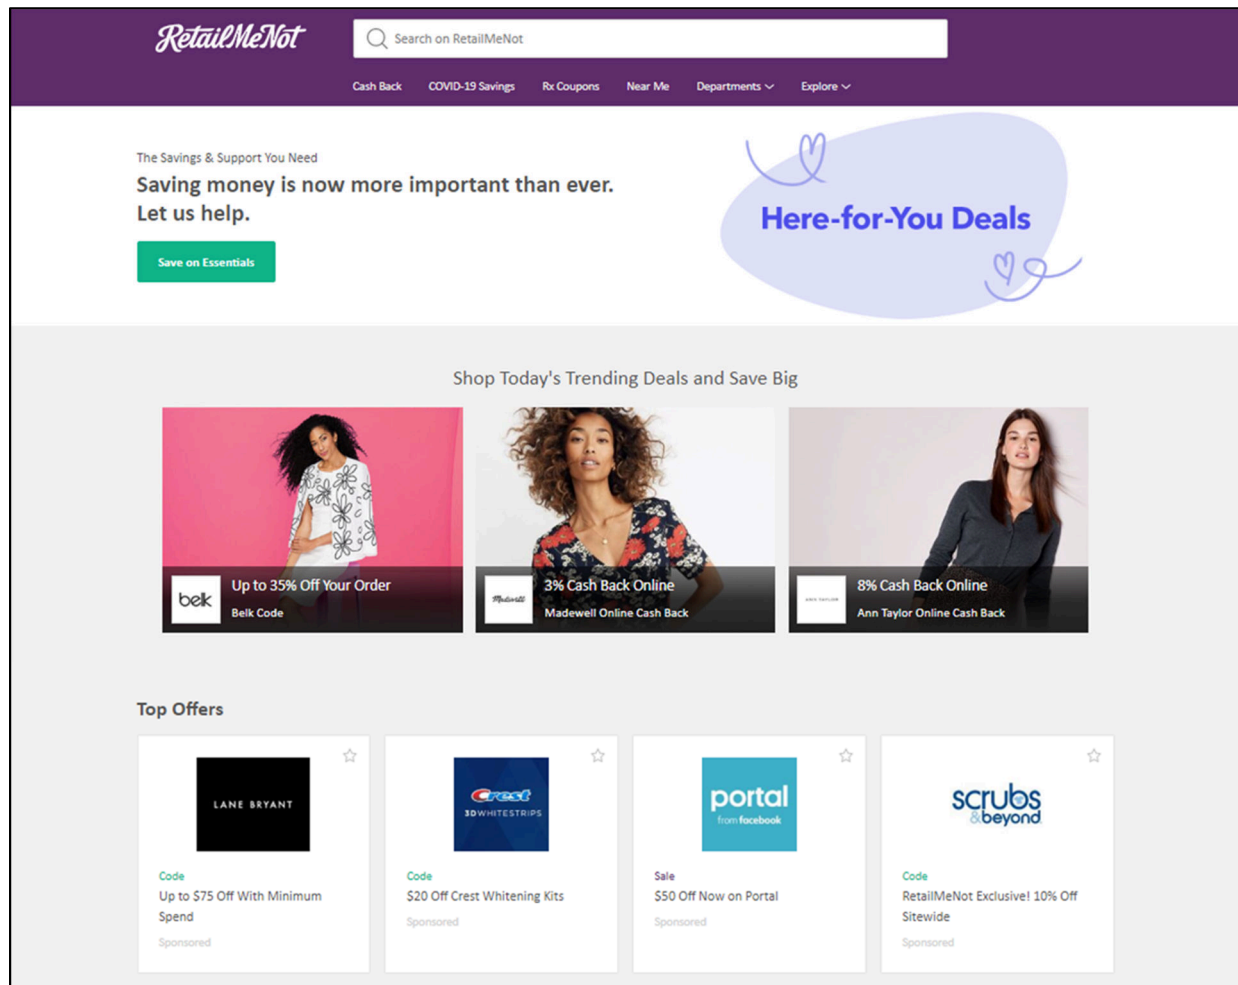 RetailMeNot
Search on RetailMeNot
Cash Back COVID-19 Savings Rx Coupons Near Me Departments Explore
The Savings & Support You Need
Saving money is now more important than ever.
Let us help.
Save on Essentials
Here-for-You Deals
Shop Today's Trending Deals and Save Big
belk
Up to 35% Off Your Order
Belk Code
Madewell
3% Cash Back Online
Madewell Online Cash Back
ANN TAYLOR
8% Cash Back Online
Ann Taylor Online Cash Back
Top Offers
LANE BRYANT
Code
Up to $75 Off With Minimum
Spend
Sponsored
Crest
3DWHITESTRIPS
Code
$20 Off Crest Whitening Kits
Sponsored
portal
from facebook
Sale
$50 Off Now on Portal
Sponsored
scrubs
&beyond
Code
RetailMeNot Exclusive! 10% Off
Sitewide
Sponsored